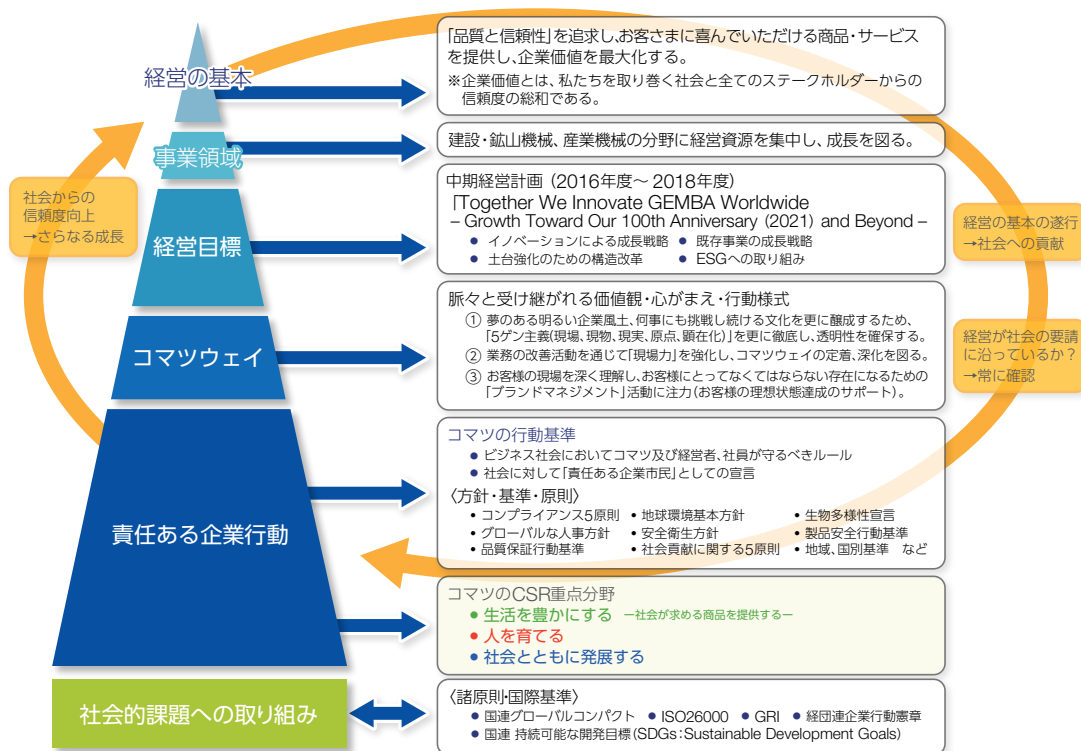 経営の基本
「品質と信頼性」を追求し、お客さまに喜んでいただける商品・サービス
を提供し、企業価値を最大化する。
※企業価値とは、私たちを取り巻く社会と全てのステークホルダーからの
信頼度の総和である。
事業領域
建設・鉱山機械、産業機械の分野に経営資源を集中し、成長を図る。
社会からの
信頼度向上
→さらなる成長
経営目標
中期経営計画（2016年度～2018年度）
「Together We Innovate GEMBA Worldwide
– Growth Toward Our 100th Anniversary (2021) and Beyond –
● イノベーションによる成長戦略 ● 既存事業の成長戦略
● 土台強化のための構造改革 ● ESGへの取り組み
経営の基本の遂行
→社会への貢献
コマツウェイ
脈々と受け継がれる価値観・心がまえ・行動様式
① 夢のある明るい企業風土、何事にも挑戦し続ける文化を更に醸成するため、
「5ゲン主義(現場、現物、現実、原点、顕在化)」を更に徹底し、透明性を確保する。
② 業務の改善活動を通じて「現場力」を強化し、コマツウェイの定着、深化を図る。
③ お客様の現場を深く理解し、お客様にとってなくてはならない存在になるための
「ブランドマネジメント」活動に注力(お客様の理想状態達成のサポート)。
経営が社会の要請
に沿っているか？
→常に確認
責任ある企業行動
コマツの行動基準
● ビジネス社会においてコマツ及び経営者、社員が守るべきルール
● 社会に対して「責任ある企業市民」としての宣言
〈方針・基準・原則〉
• コンプライアンス5原則 • 地球環境基本方針 • 生物多様性宣言
• グローバルな人事方針 • 安全衛生方針 • 製品安全行動基準
• 品質保証行動基準 • 社会貢献に関する5原則 • 地域、国別基準 など
コマツのCSR重点分野
● 生活を豊かにする ー社会が求める商品を提供するー
● 人を育てる
● 社会とともに発展する
社会的課題への取り組み
〈諸原則・国際基準〉
● 国連グローバルコンパクト ● ISO26000 ● GRI ● 経団連企業行動憲章
● 国連 持続可能な開発目標(SDGs：Sustainable Development Goals)